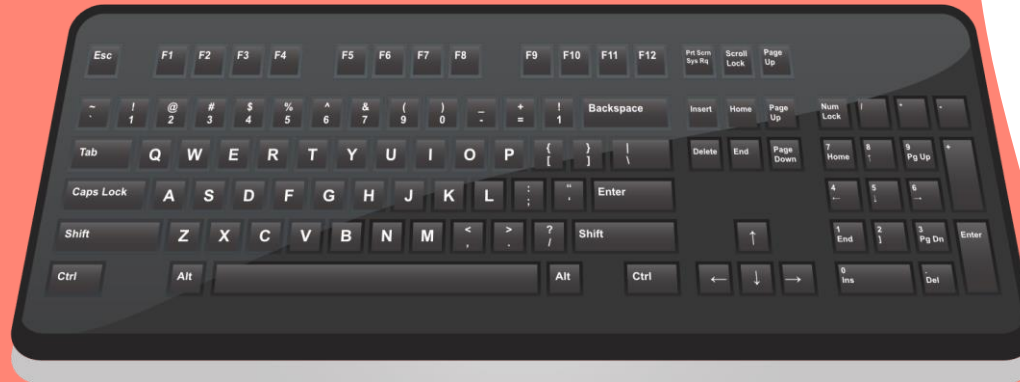 Esc F1 F2 F3 F4 F5 F6 F7 F8 F9 F10 F11 F12 Prt Scrn Sys Rq Scroll Lock Page Up
~ ` ! 1 @ 2 # 3 $ 4 % 5 ^ 6 & 7 ( 9 ) 0 _ - + = ! 1 Backspace Insert Home Page Up Num Lock / * -
Tab Q W E R T Y U I O P { [ } ] | \ Delete End Page Down 7 Home 8 ↑ 9 Pg Up +
Caps Lock A S D F G H J K L : ; " ' Enter 4 ← 5 ↓ 6 →
Shift Z X C V B N M < , > . ? / Shift ↑ 1 End 2 ] 3 Pg Dn Enter
Ctrl Alt Alt Ctrl ← ↓ → 0 Ins . Del